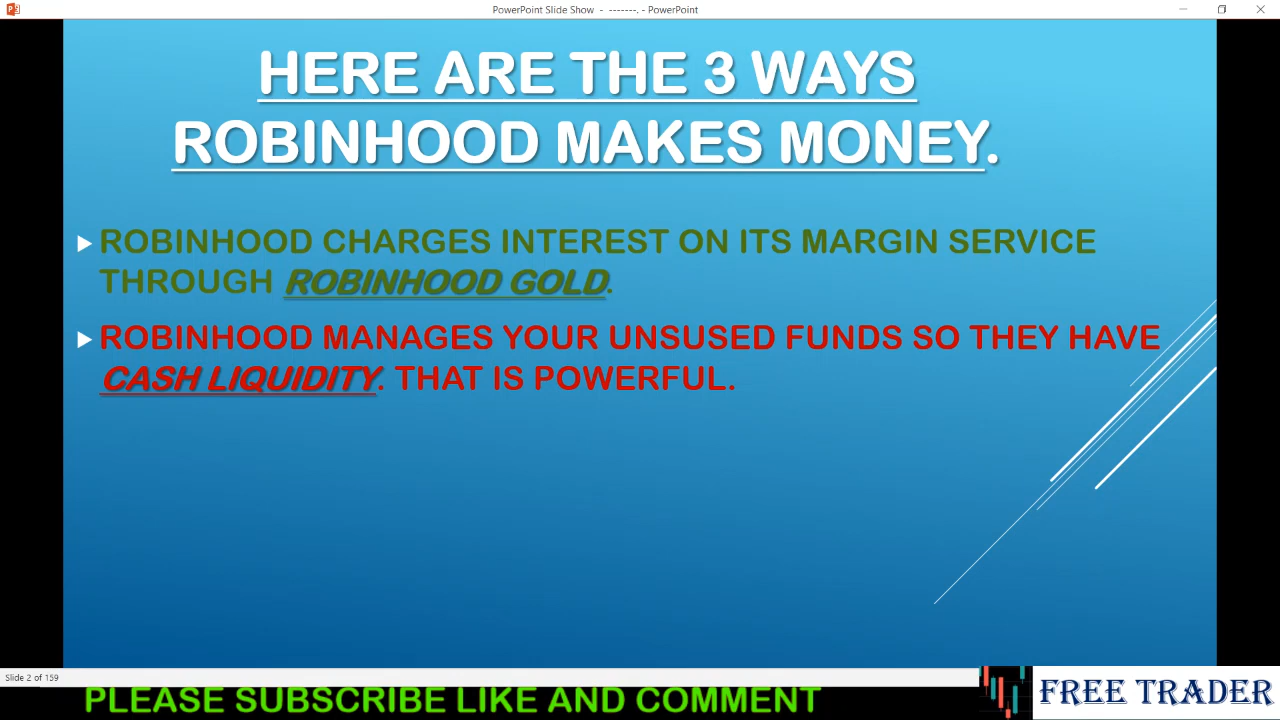 PowerPoint Slide Show - -------. - PowerPoint
HERE ARE THE 3 WAYS
ROBINHOOD MAKES MONEY.
ROBINHOOD CHARGES INTEREST ON ITS MARGIN SERVICE
THROUGH ROBINHOOD GOLD.
ROBINHOOD MANAGES YOUR UNSUSED FUNDS SO THEY HAVE
CASH LIQUIDITY. THAT IS POWERFUL.
Slide 2 of 159
PLEASE SUBSCRIBE LIKE AND COMMENT
FREE TRADER